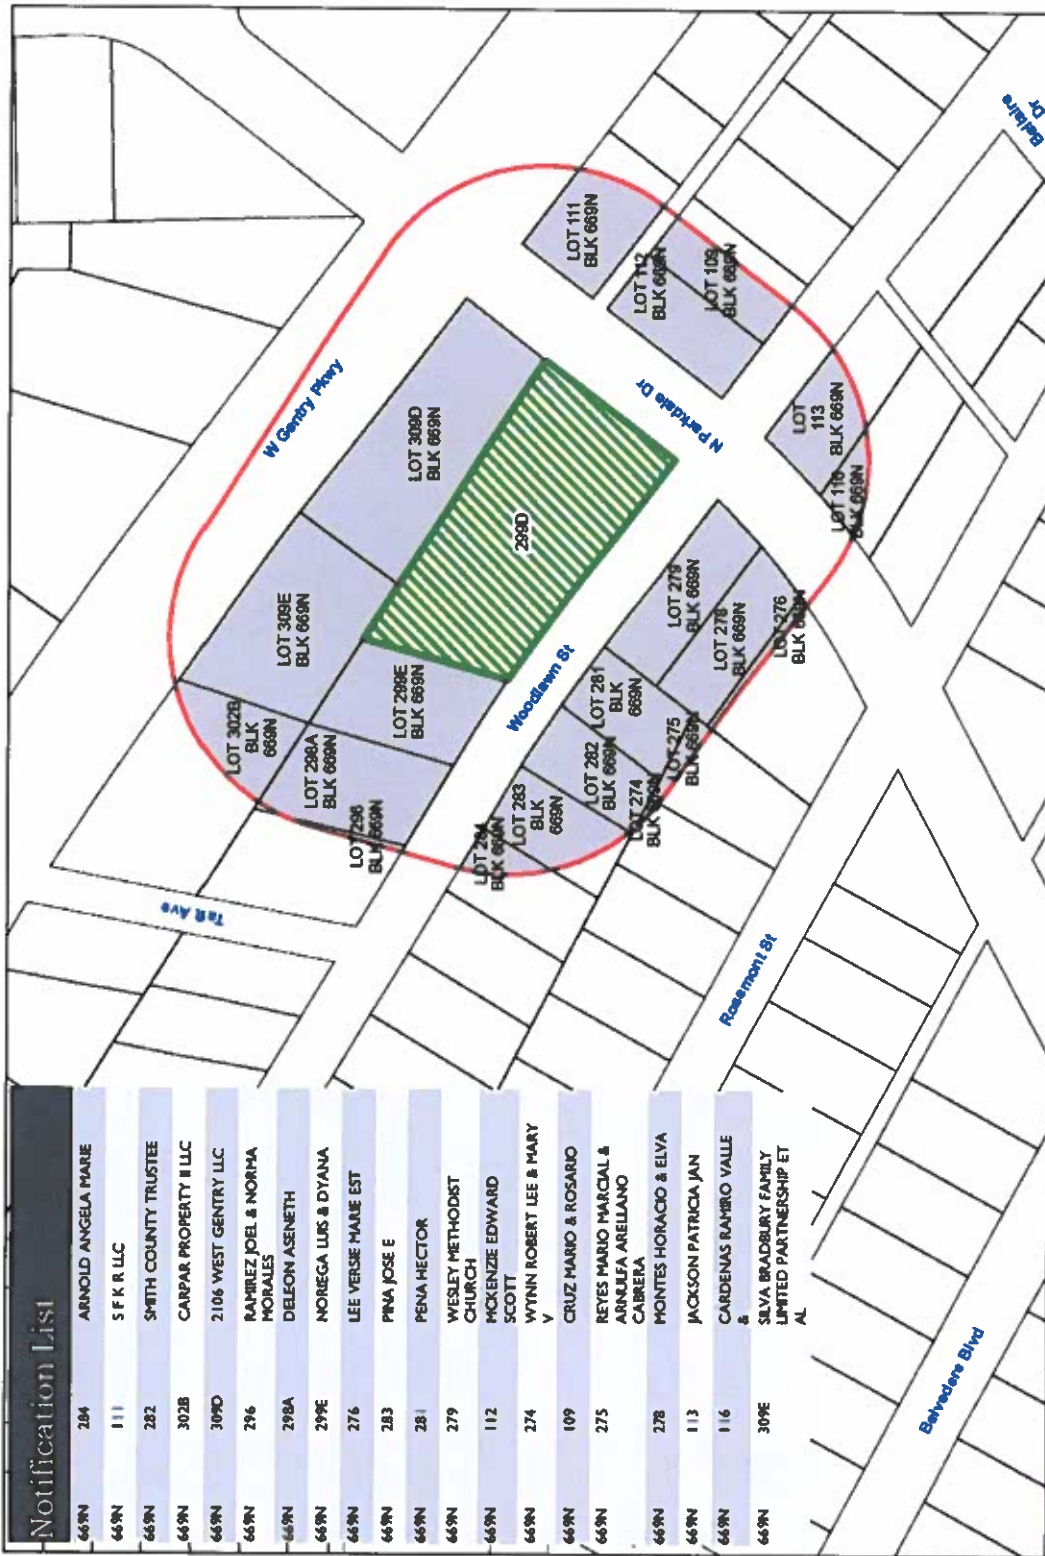 Notification List
669N 284 ARNOLD ANGELA MARIE
669N 111 S F K R LLC
669N 282 SMITH COUNTY TRUSTEE
669N 302B CARPAR PROPERTY II LLC
669N 309D 2106 WEST GENTRY LLC
669N 296 RAMIREZ JOEL & NORMA
MORALES
669N 298A DELEON ASENETH
669N 299E NORIEGA LUIS & DYANA
669N 276 LEE VERSIE MARIE EST
669N 283 PINA JOSE E
669N 281 PENA HECTOR
669N 279 WESLEY METHODIST
CHURCH
669N 112 MCKENZIE EDWARD
SCOTT
669N 274 WYNN ROBERT LEE & MARY
V
669N 109 CRUZ MARIO & ROSARIO
669N 275 REYES MARIO MARCIAL &
ARNULFA ARELLANO
CABRERA
669N 278 MONTES HORACIO & ELVA
669N 113 JACKSON PATRICIA JAN
669N 116 CARDENAS RAMIRO VALLE
&
669N 309E SILVA BRADBURY FAMILY
LIMITED PARTNERSHIP ET
AL
W Gentry Pkwy
Taft Ave
Woodlawn St
N Parkdale Dr
Rosemont St
Belvedere Blvd
Bellaire
Dr
LOT 302B
BLK
669N
LOT 309E
BLK 669N
LOT 309D
BLK 669N
LOT 298A
BLK 669N
LOT 296
BLK 669N
LOT 299E
BLK 669N
299D
LOT 111
BLK 669N
LOT 112
BLK 669N
LOT 109
BLK 669N
LOT
113
BLK 669N
LOT 116
BLK 669N
LOT 284
BLK 669N
LOT 283
BLK
669N
LOT 282
BLK 669N
LOT 281
BLK
669N
LOT 279
BLK 669N
LOT 278
BLK 669N
LOT 276
BLK 669N
LOT 275
BLK 669N
LOT 274
BLK 669N